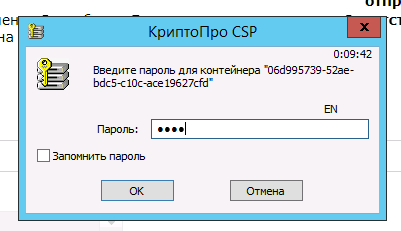 КриптоПро CSP
0:09:42
Введите пароль для контейнера "06d995739-52ae-
bdc5-c10c-ace19627cfd"
EN
Пароль: ••••
Запомнить пароль
ОК
Отмена